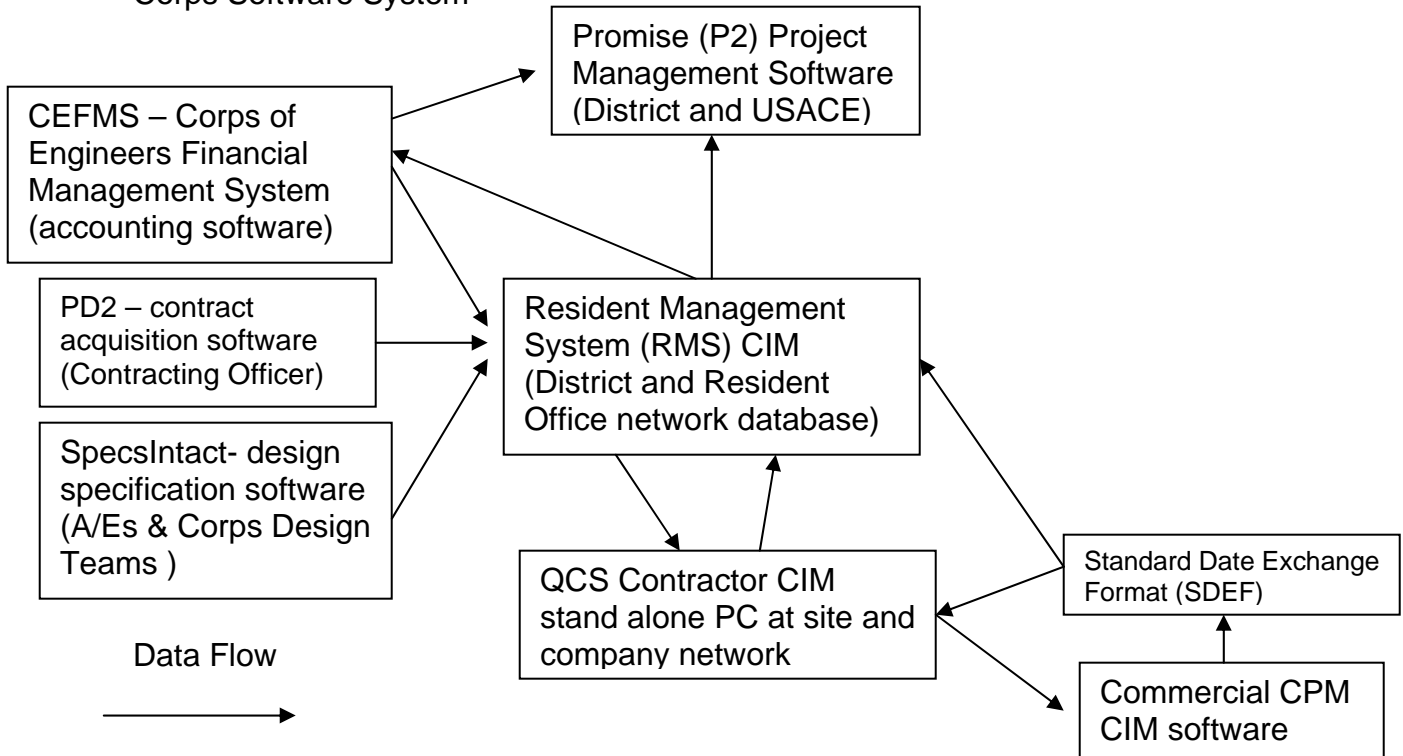 Corps Software System
Promise (P2) Project
Management Software
(District and USACE)
CEFMS – Corps of
Engineers Financial
Management System
(accounting software)
PD2 – contract
acquisition software
(Contracting Officer)
Resident Management
System (RMS) CIM
(District and Resident
Office network database)
SpecsIntact- design
specification software
(A/Es & Corps Design
Teams )
QCS Contractor CIM
stand alone PC at site and
company network
Standard Date Exchange
Format (SDEF)
Commercial CPM
CIM software
Data Flow